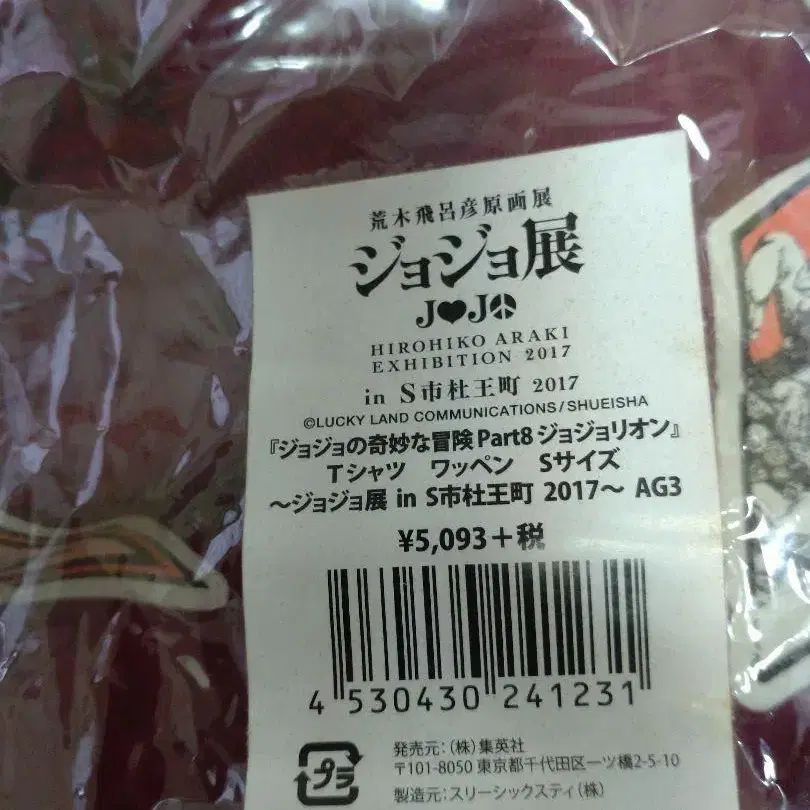 荒木飛呂彦原画展
ジョジョ展
J♥J☮
HIROHIKO ARAKI
EXHIBITION 2017
in S市杜王町 2017
©LUCKY LAND COMMUNICATIONS/SHUEISHA
『ジョジョの奇妙な冒険Part8 ジョジョリオン』
Tシャツ ワッペン Sサイズ
～ジョジョ展 in S市杜王町 2017～ AG3
¥5,093+税
4 530430 241231
プラ
発売元:(株)集英社
〒101-8050 東京都千代田区一ツ橋2-5-10
製造元:スリーシックスティ(株)